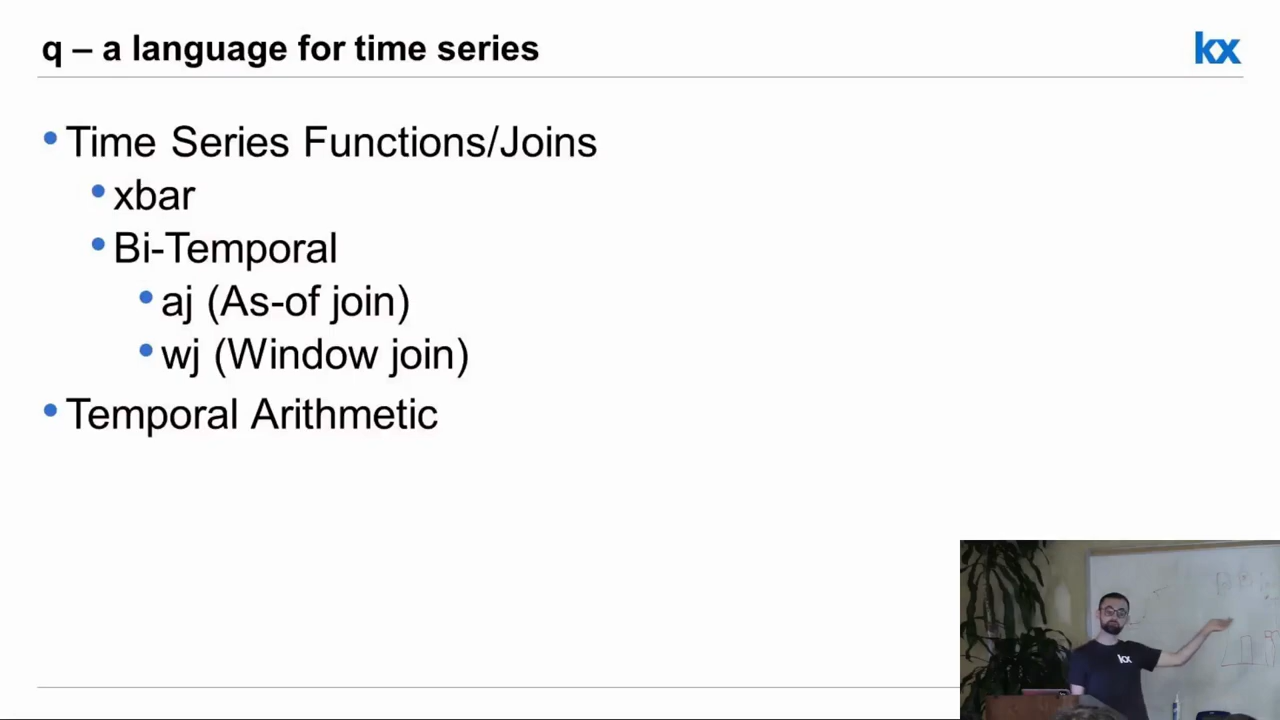 q – a language for time series
kx
Time Series Functions/Joins
xbar
Bi-Temporal
aj (As-of join)
wj (Window join)
Temporal Arithmetic
kx